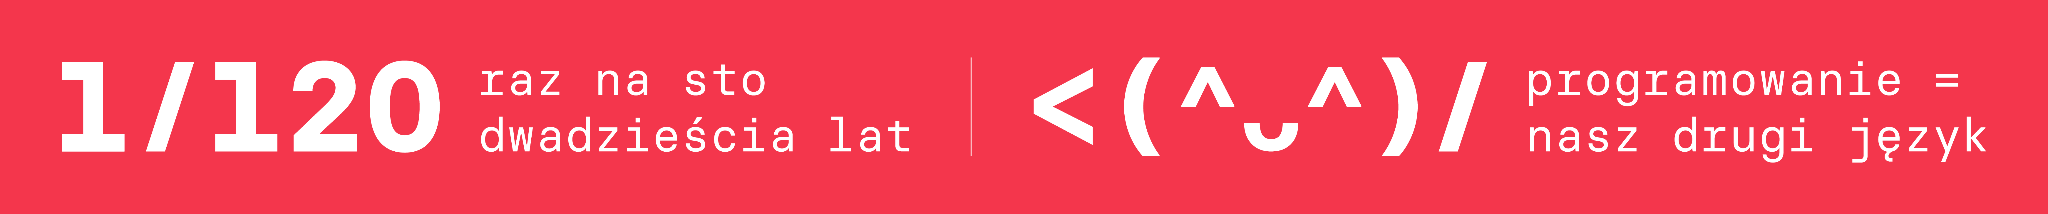 1/120
raz na sto
dwadzieścia lat
<(^◡^)/
programowanie =
nasz drugi język